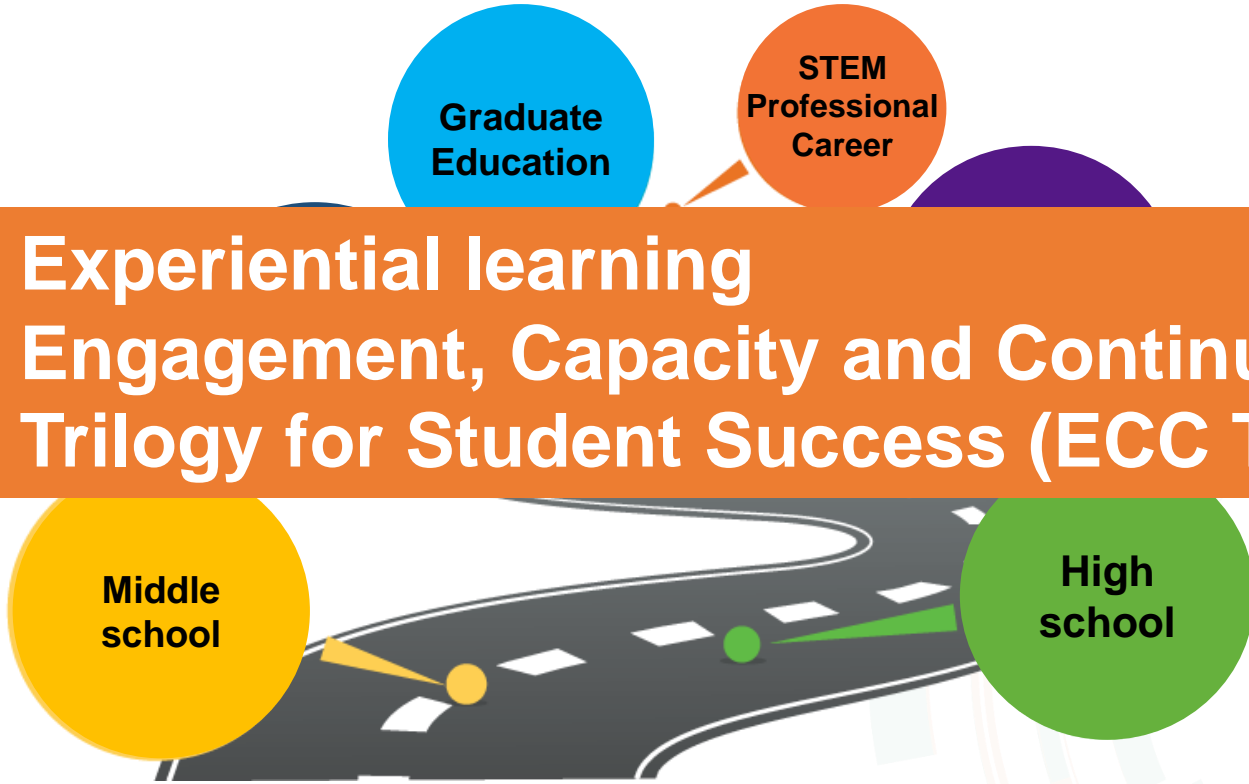 Graduate
Education
STEM
Professional
Career
Experiential learning
Engagement, Capacity and
Trilogy for Student Success (ECC
Middle
school
High
school